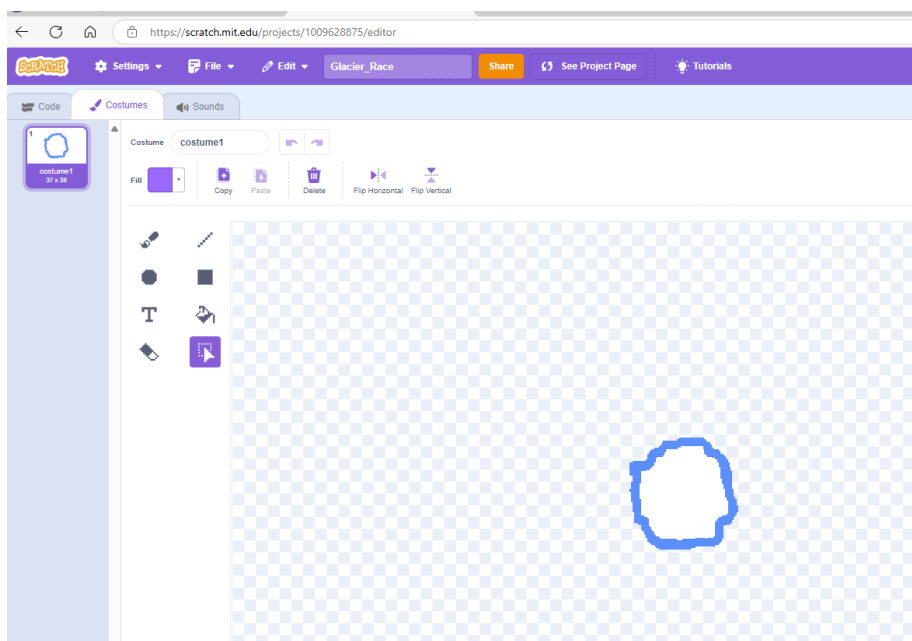 https://scratch.mit.edu/projects/1009628875/editor
SCRATCH Settings File Edit Glacier_Race Share See Project Page Tutorials
Code Costumes Sounds
1
costume1
37 x 38
Costume costume1
Fill Copy Paste Delete Flip Horizontal Flip Vertical
T